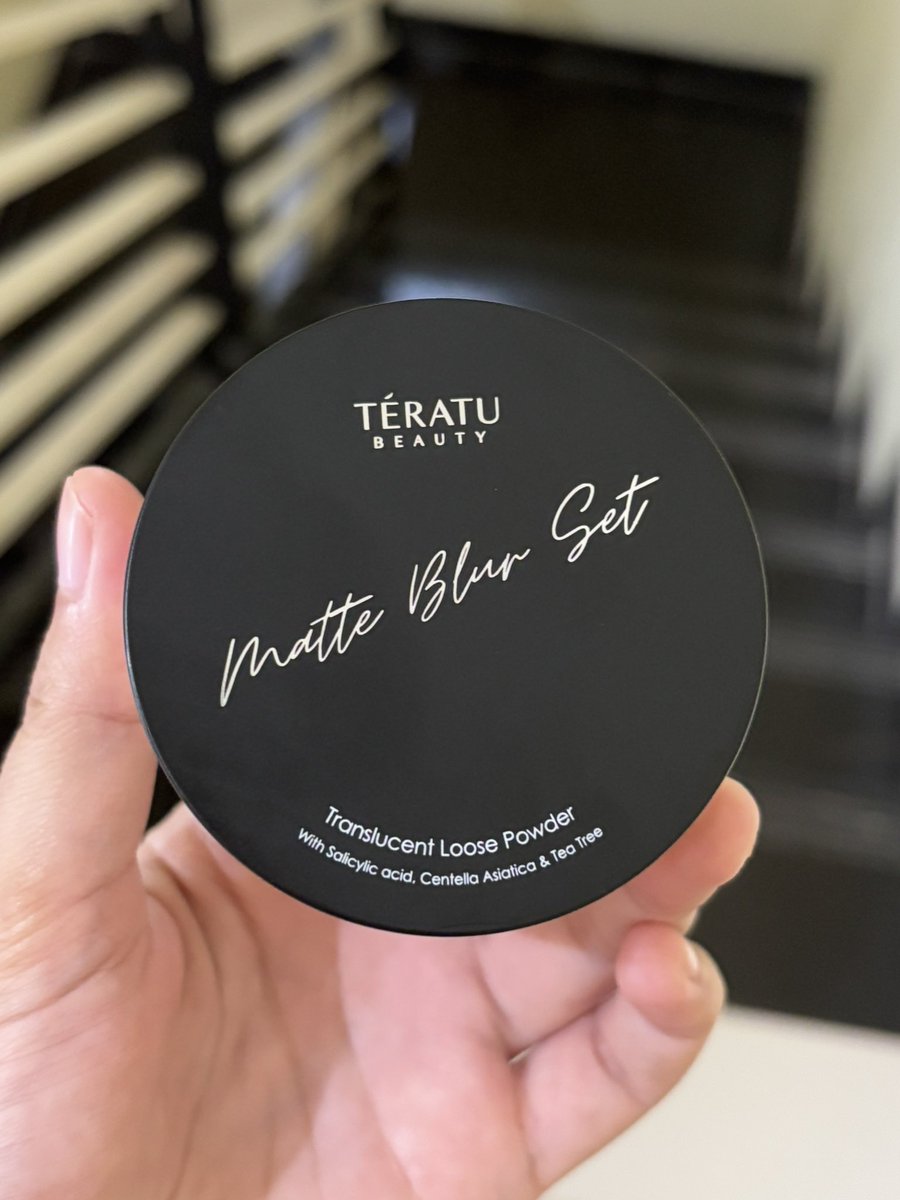 TÉRATU
BEAUTY
Matte Blur Set
Translucent Loose Powder
With Salicylic acid, Centella Asiatica & Tea Tree